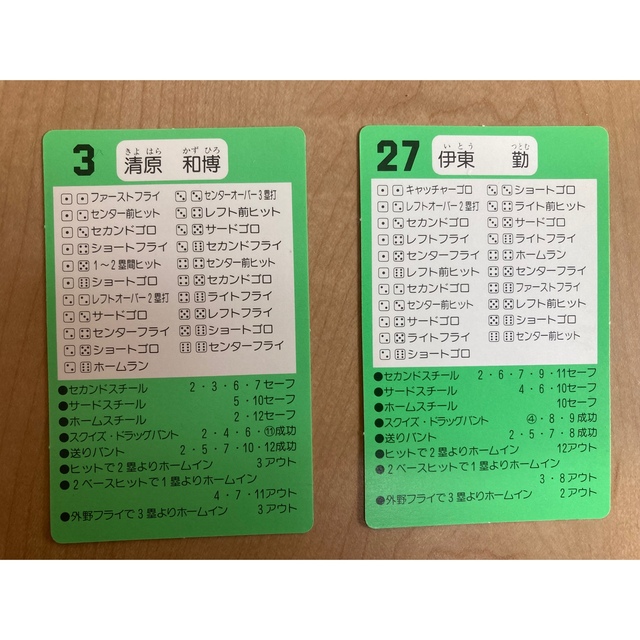 3
きよ はら かず ひろ
清原 和博
ファーストフライ
センター前ヒット
セカンドゴロ
ショートフライ
1～2塁間ヒット
ショートゴロ
レフトオーバー2塁打
サードゴロ
センターフライ
ショートゴロ
ホームラン
センターオーバー3塁打
レフト前ヒット
サードゴロ
セカンドフライ
センター前ヒット
セカンドゴロ
ライトフライ
レフトフライ
ショートゴロ
センターフライ
●セカンドスチール 2・3・6・7セーフ
●サードスチール 5・10セーフ
●ホームスチール 2・12セーフ
●スクイズ・ドラッグバント 2・4・6・⑪成功
●送りバント 2・5・7・10・12成功
●ヒットで2塁よりホームイン 3アウト
●2ベースヒットで1塁よりホームイン
4・7・11アウト
●外野フライで3塁よりホームイン 3アウト
27
い とう つとむ
伊東 勤
キャッチャーゴロ
レフトオーバー2塁打
セカンドゴロ
レフトフライ
センターフライ
レフト前ヒット
セカンドゴロ
センター前ヒット
サードゴロ
ライトフライ
ショートゴロ
ショートゴロ
ライト前ヒット
サードゴロ
ライトフライ
ホームラン
センターフライ
ファーストフライ
レフト前ヒット
ショートゴロ
センター前ヒット
●セカンドスチール 2・6・7・9・11セーフ
●サードスチール 4・6・10セーフ
●ホームスチール 10セーフ
●スクイズ・ドラッグバント ④・8・9成功
●送りバント 2・5・7・8成功
●ヒットで2塁よりホームイン 12アウト
●2ベースヒットで1塁よりホームイン
3・8アウト
●外野フライで3塁よりホームイン 2アウト